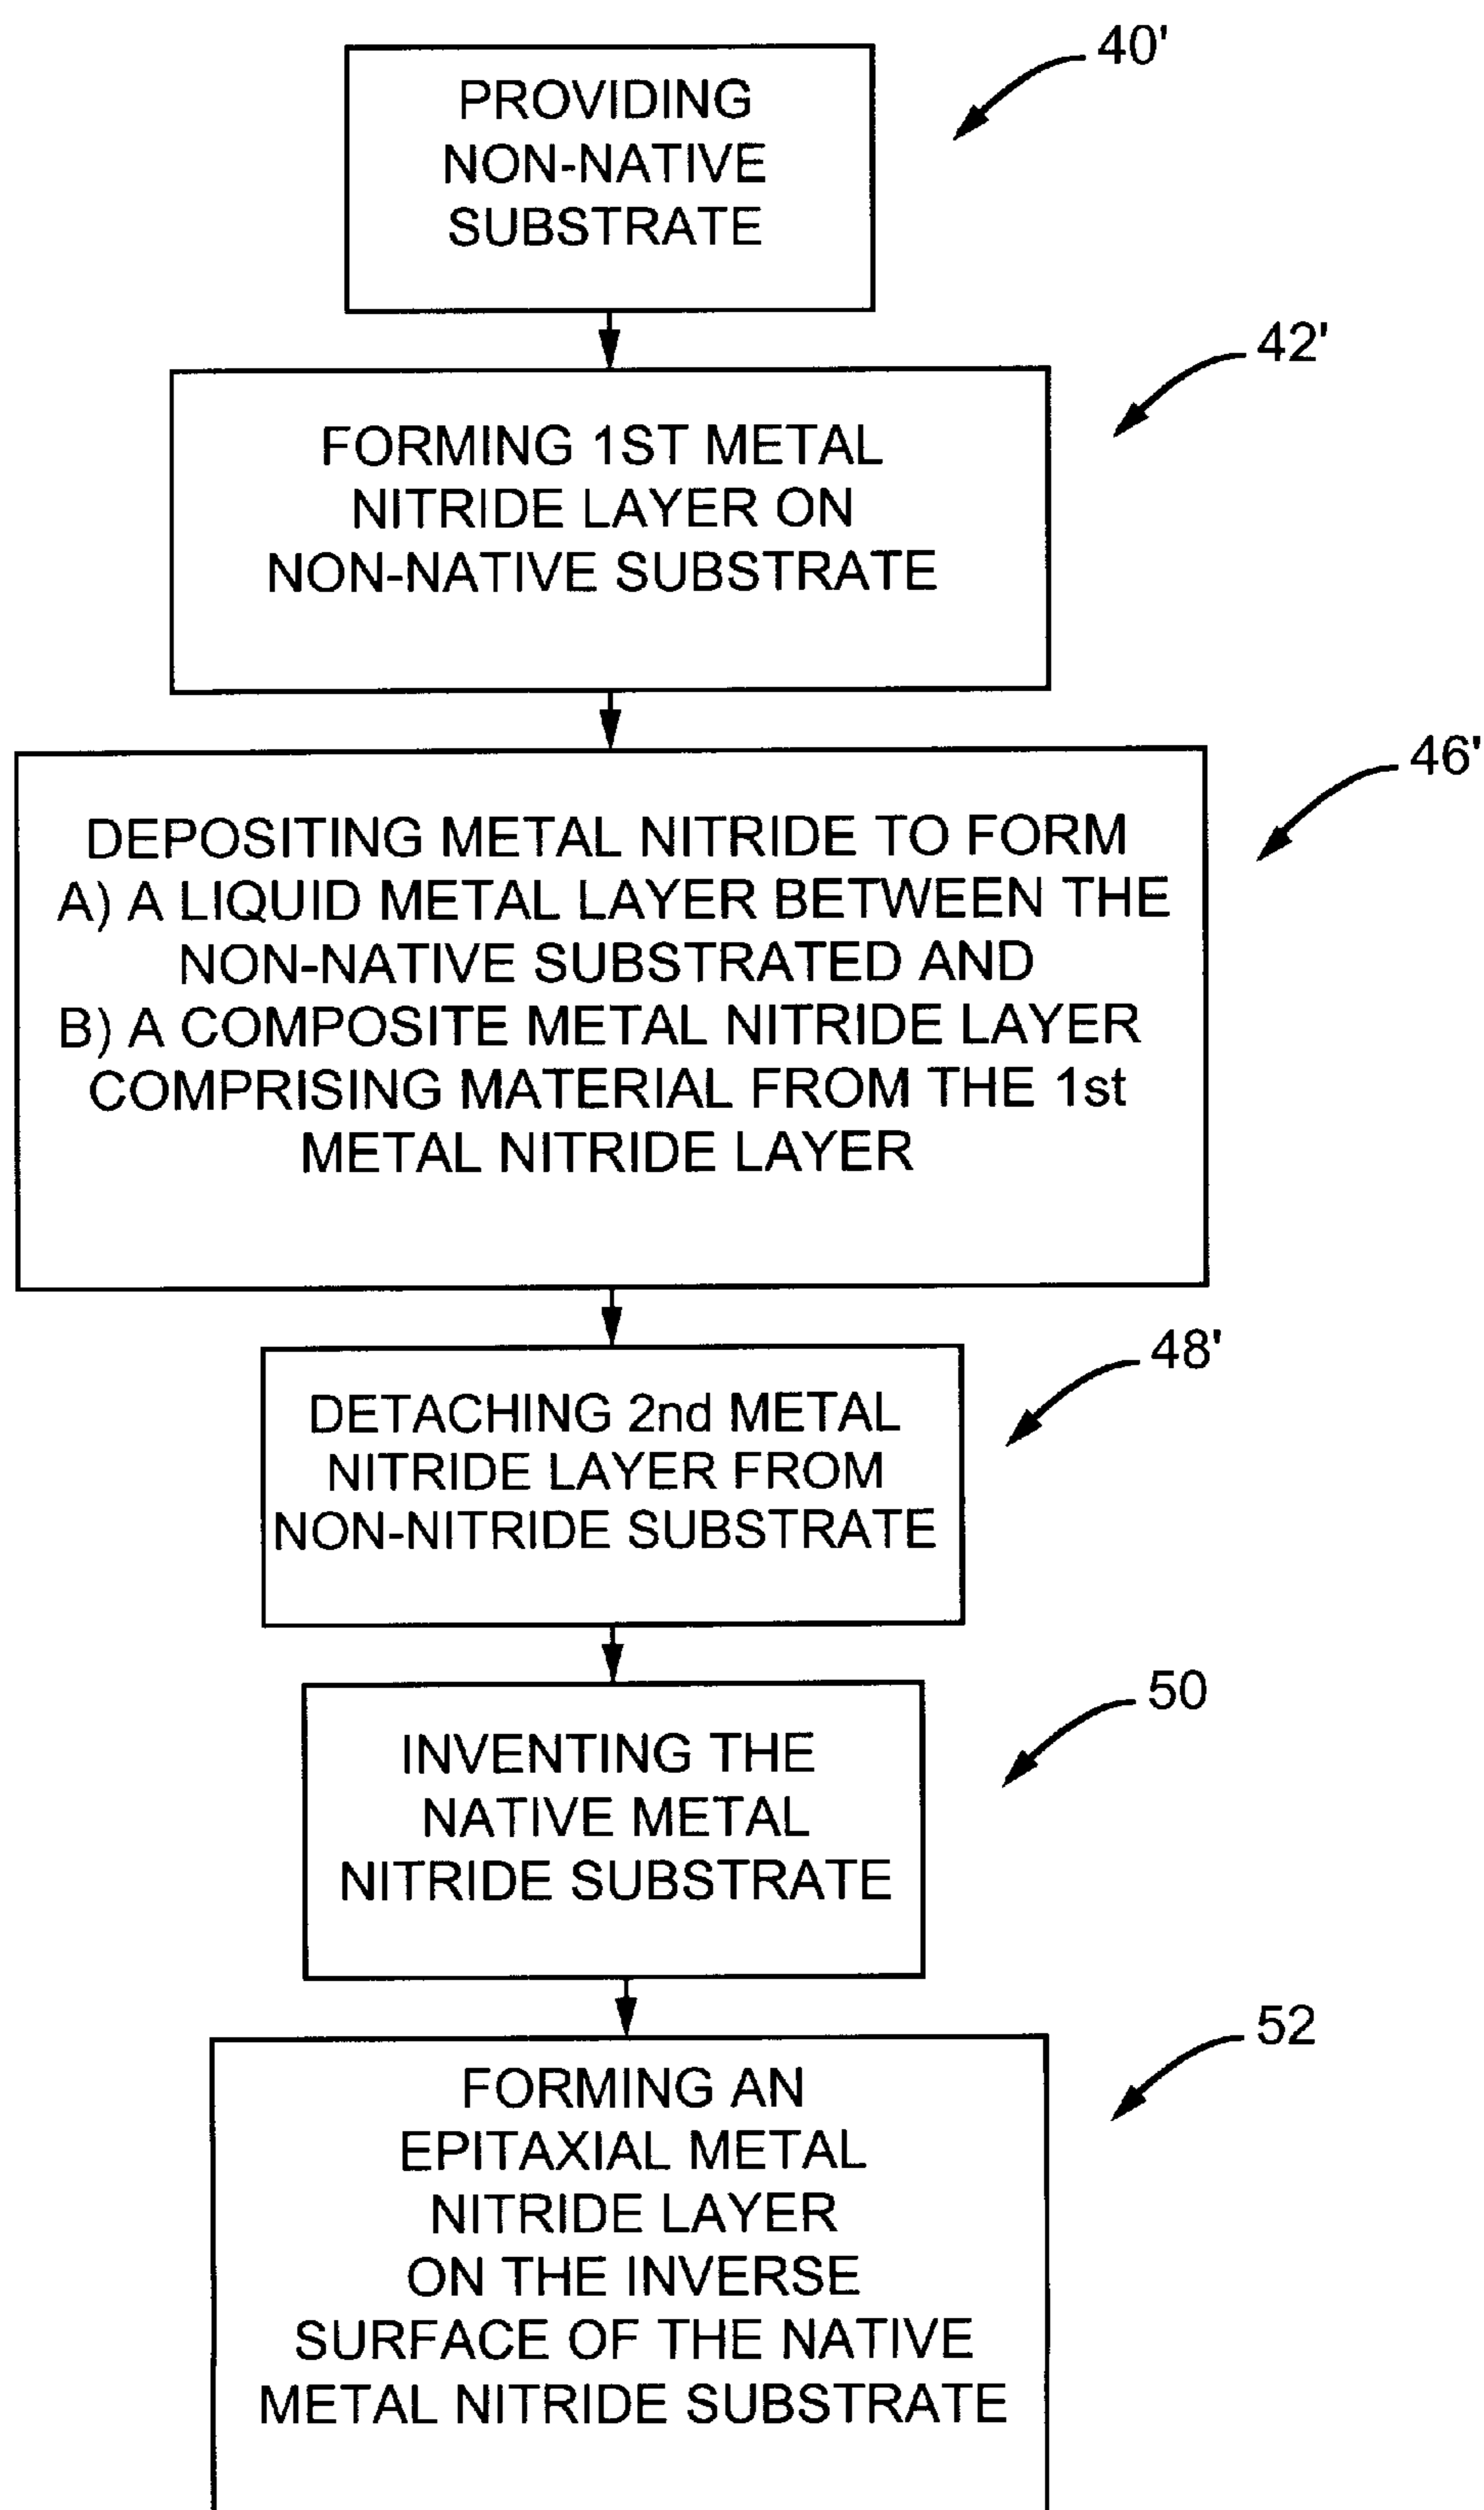 40'
PROVIDING
NON-NATIVE
SUBSTRATE
42'
FORMING 1ST METAL
NITRIDE LAYER ON
NON-NATIVE SUBSTRATE
46'
DEPOSITING METAL NITRIDE TO FORM
A) A LIQUID METAL LAYER BETWEEN THE
NON-NATIVE SUBSTRATED AND
B) A COMPOSITE METAL NITRIDE LAYER
COMPRISING MATERIAL FROM THE 1st
METAL NITRIDE LAYER
48'
DETACHING 2nd METAL
NITRIDE LAYER FROM
NON-NITRIDE SUBSTRATE
50
INVENTING THE
NATIVE METAL
NITRIDE SUBSTRATE
52
FORMING AN
EPITAXIAL METAL
NITRIDE LAYER
ON THE INVERSE
SURFACE OF THE NATIVE
METAL NITRIDE SUBSTRATE